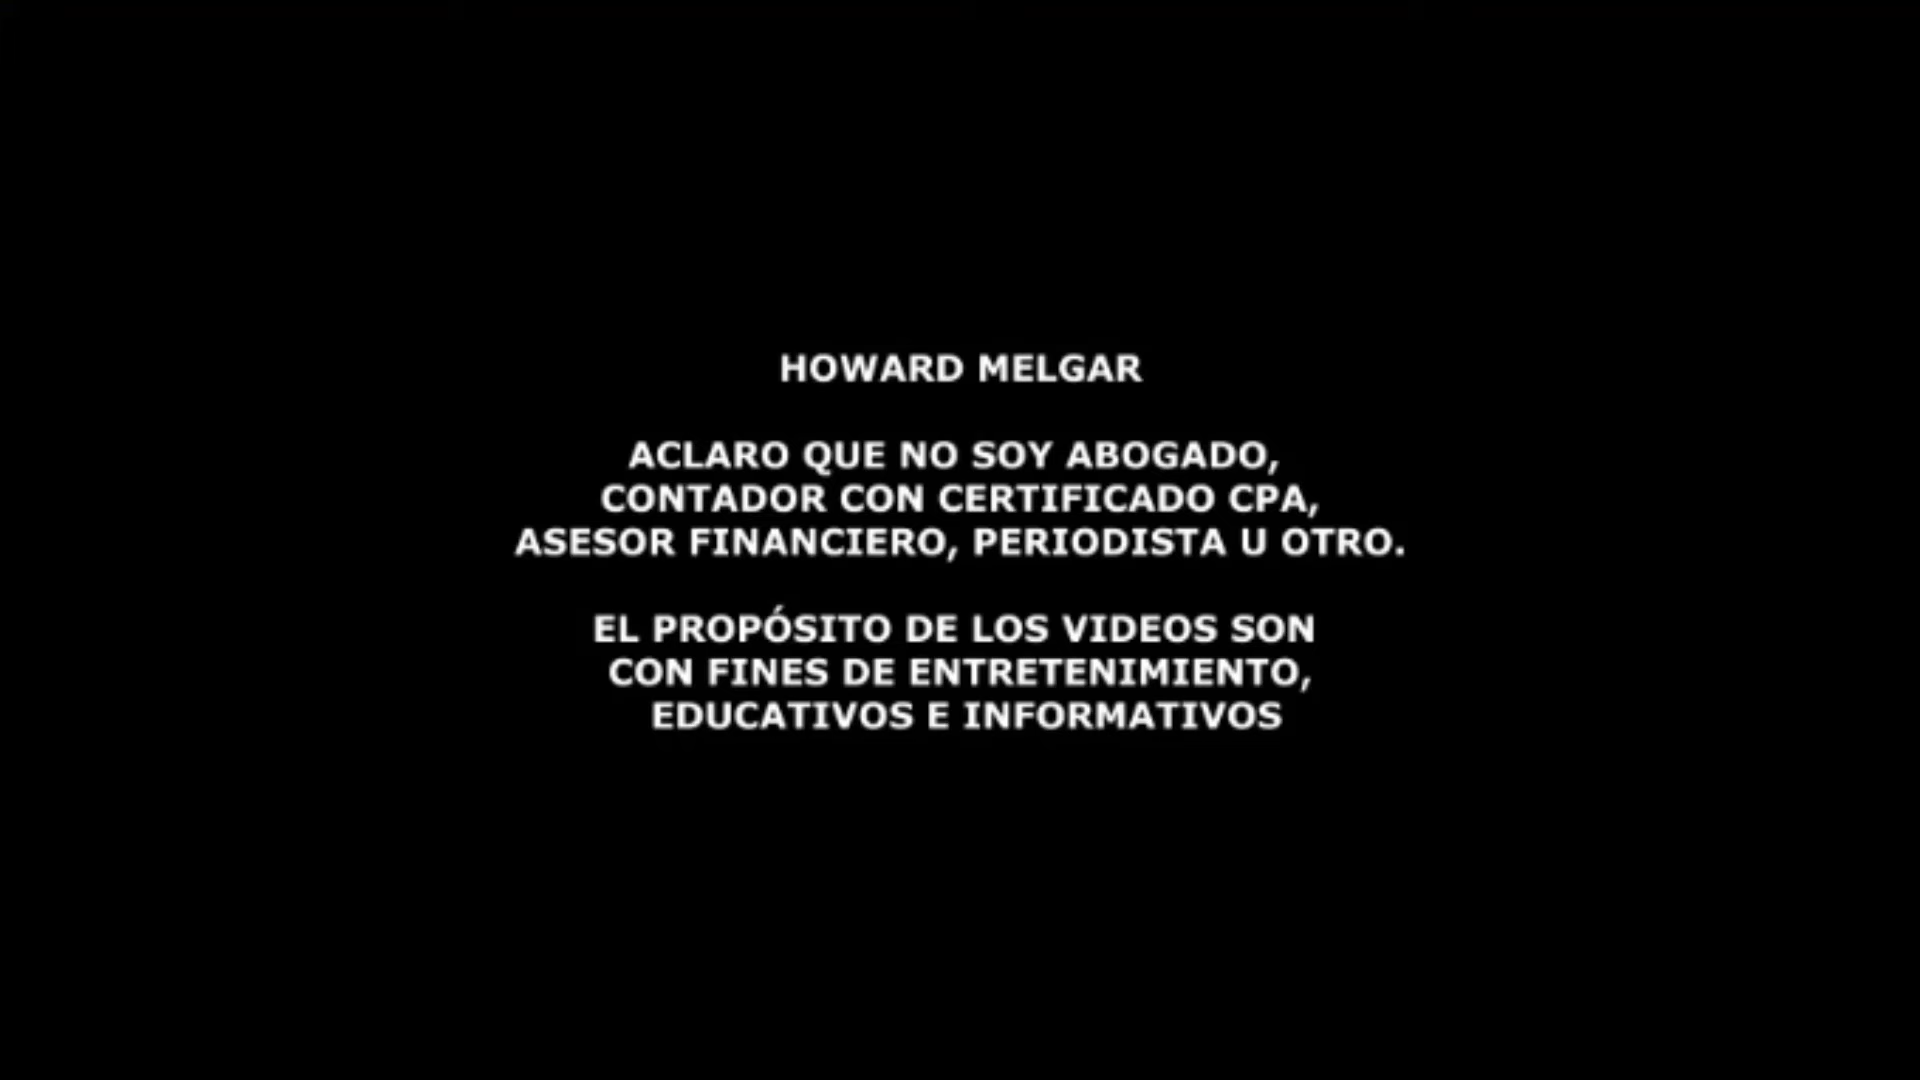 HOWARD MELGAR
ACLARO QUE NO SOY ABOGADO,
CONTADOR CON CERTIFICADO CPA,
ASESOR FINANCIERO, PERIODISTA U OTRO.
EL PROPÓSITO DE LOS VIDEOS SON
CON FINES DE ENTRETENIMIENTO,
EDUCATIVOS E INFORMATIVOS